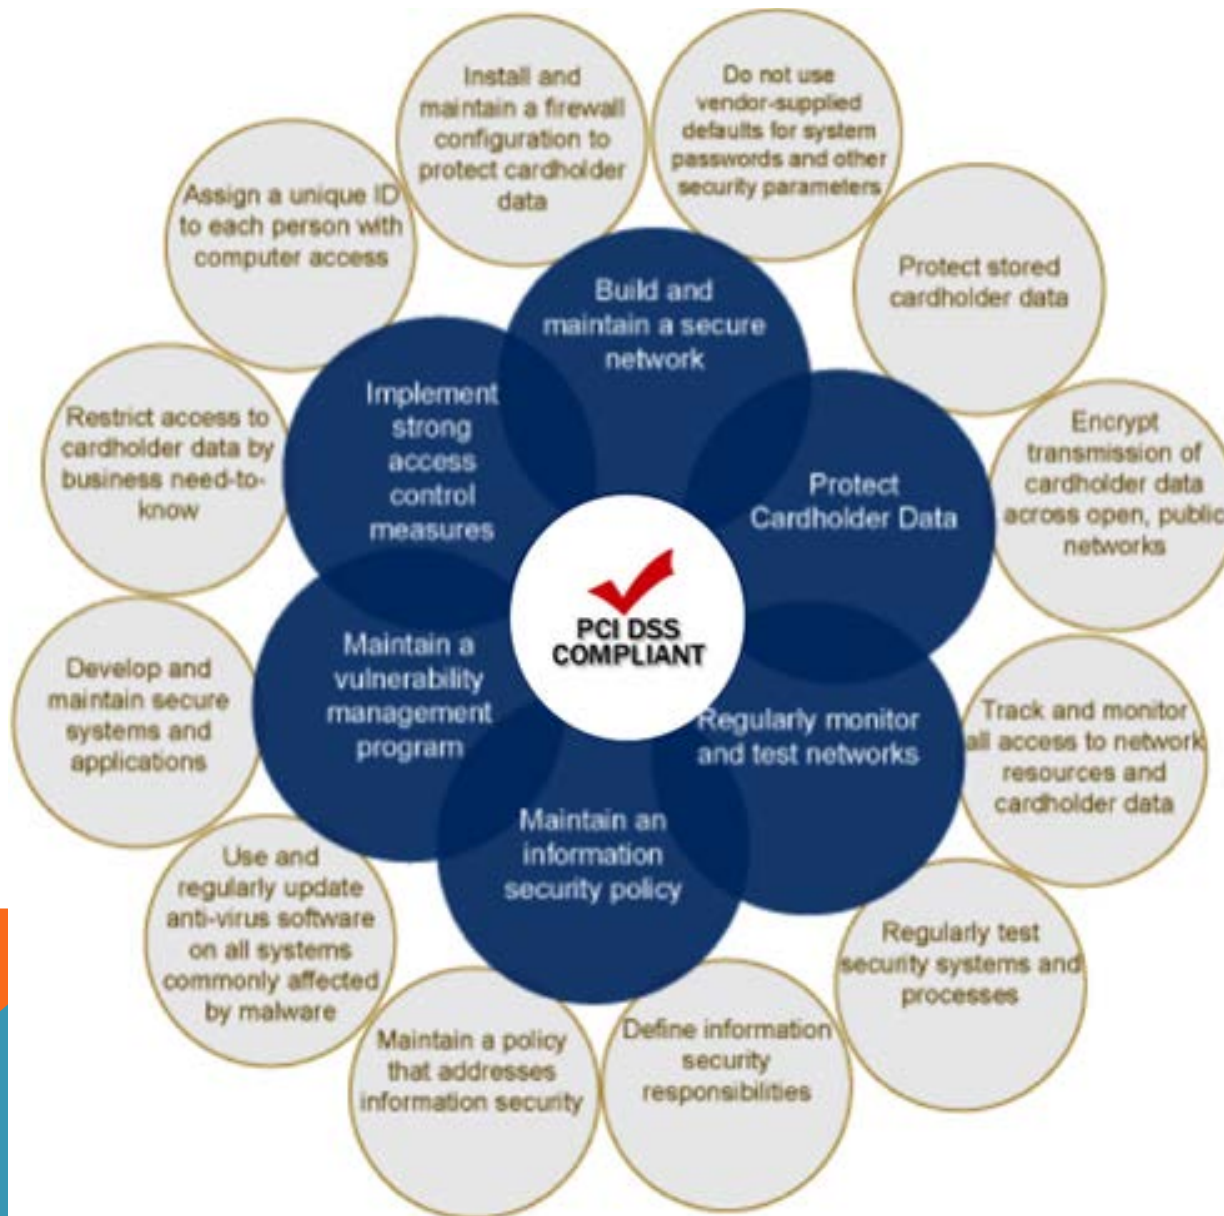 Install and
maintain a firewall
configuration to
protect cardholder
data
Do not use
vendor-supplied
defaults for system
passwords and other
security parameters
Protect stored
cardholder data
Encrypt
transmission of
cardholder data
across open, public
networks
Track and monitor
all access to network
resources and
cardholder data
Regularly test
security systems and
processes
Define information
security
responsibilities
Maintain a policy
that addresses
information security
Use and
regularly update
anti-virus software
on all systems
commonly affected
by malware
Develop and
maintain secure
systems and
applications
Restrict access to
cardholder data by
business need-to-
know
Assign a unique ID
to each person with
computer access
Build and
maintain a secure
network
Protect
Cardholder Data
Regularly monitor
and test networks
Maintain an
information
security policy
Maintain a
vulnerability
management
program
Implement
strong
access
control
measures
PCI DSS
COMPLIANT